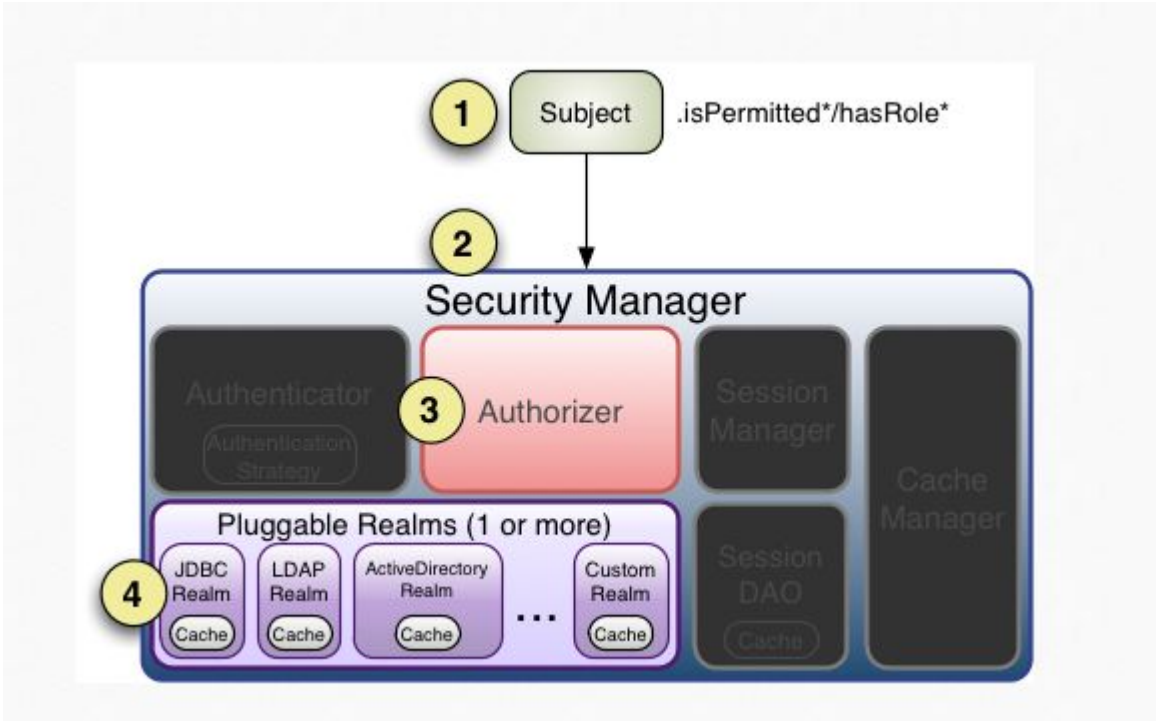 1
Subject
.isPermitted*/hasRole*
2
Security Manager
Authenticator
Authentication
Strategy
3
Authorizer
Session
Manager
Cache
Manager
Pluggable Realms (1 or more)
4
JDBC
Realm
Cache
LDAP
Realm
Cache
ActiveDirectory
Realm
Cache
...
Custom
Realm
Cache
Session
DAO
Cache